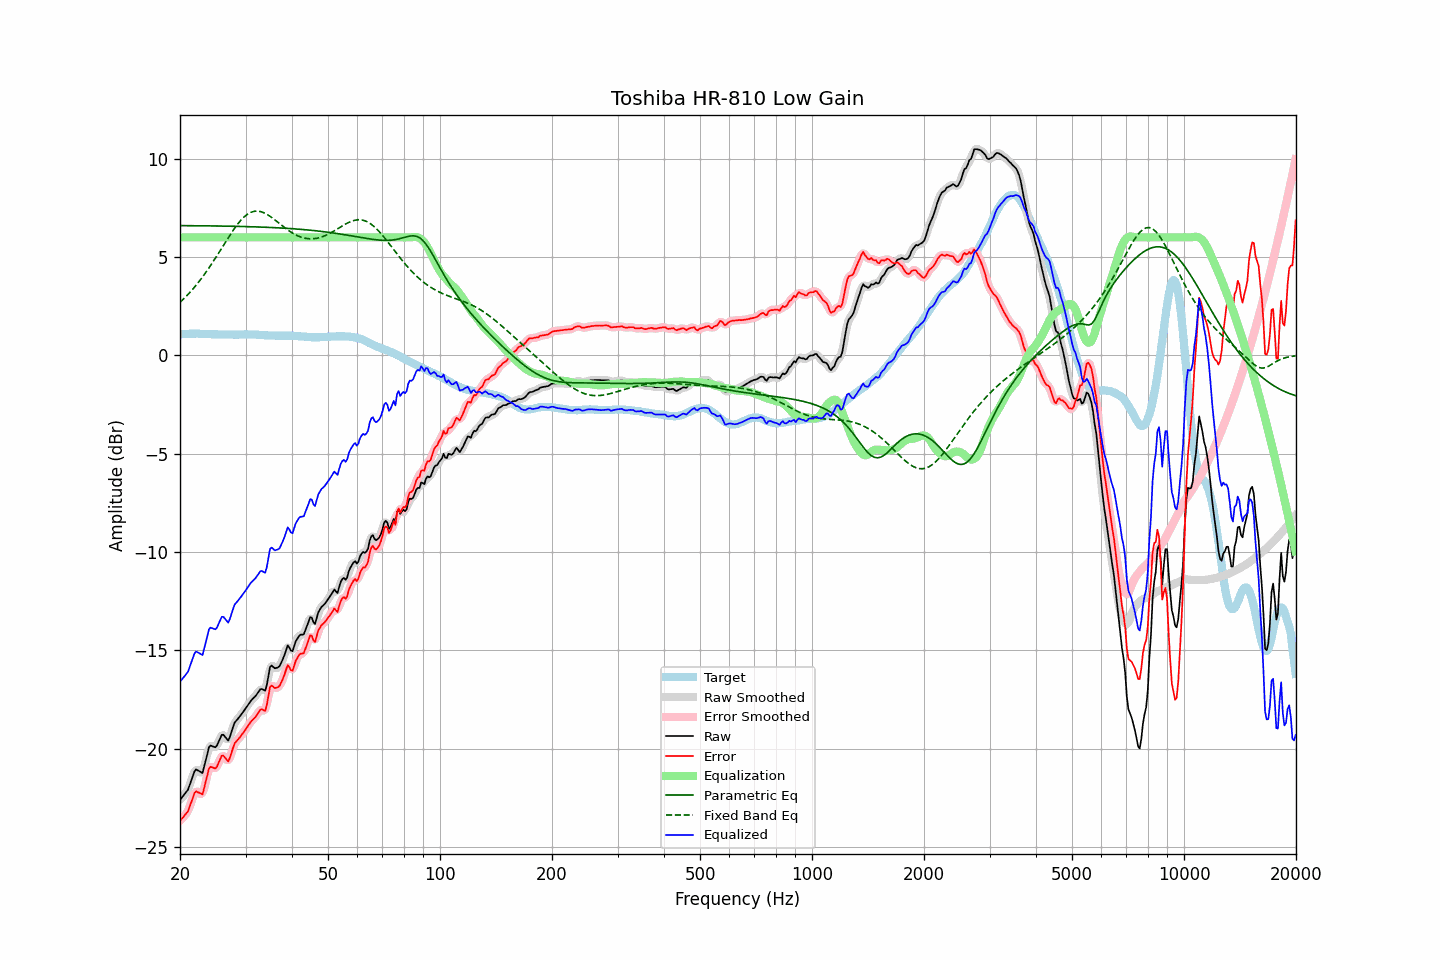 Toshiba HR-810 Low Gain
Amplitude (dBr)
10
5
0
−5
−10
−15
−20
−25
Target
Raw Smoothed
Error Smoothed
Raw
Error
Equalization
Parametric Eq
Fixed Band Eq
Equalized
20 50 100 200 500 1000 2000 5000 10000 20000
Frequency (Hz)